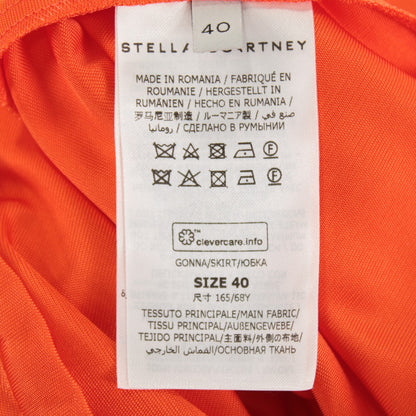 40
STELLA McCARTNEY
MADE IN ROMANIA / FABRIQUÉ EN
ROUMANIE / HERGESTELLT IN
RUMÄNIEN / HECHO EN RUMANIA /
罗马尼亚制造 / ルーマニア製 / صنع في
رومانيا / СДЕЛАНО В РУМЫНИИ
clevercare.info
GONNA/SKIRT/ЮБКА
SIZE 40
尺寸 165/68Y
TESSUTO PRINCIPALE/MAIN FABRIC/
TISSU PRINCIPAL/AUßENGEWEBE/
TEJIDO PRINCIPAL/主面料/外側の布地/
القماش الخارجي/ОСНОВНАЯ ТКАНЬ